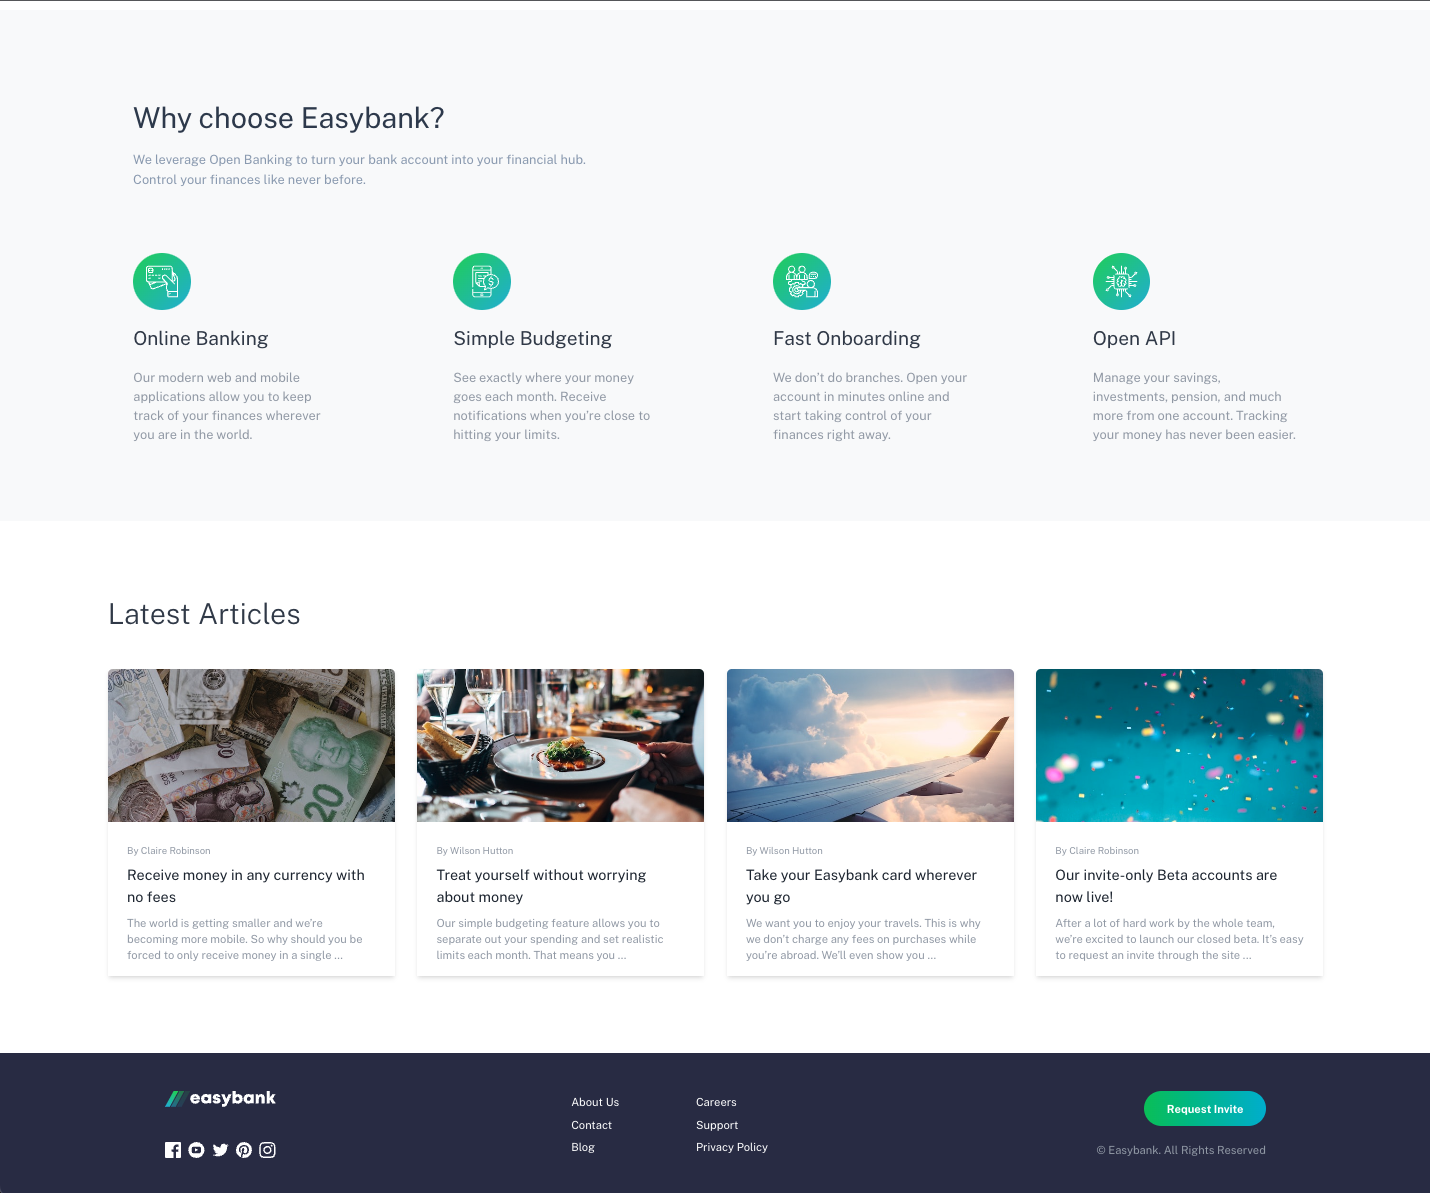 Why choose Easybank?
We leverage Open Banking to turn your bank account into your financial hub.
Control your finances like never before.
Online Banking
Our modern web and mobile
applications allow you to keep
track of your finances wherever
you are in the world.
Simple Budgeting
See exactly where your money
goes each month. Receive
notifications when you’re close to
hitting your limits.
Fast Onboarding
We don’t do branches. Open your
account in minutes online and
start taking control of your
finances right away.
Open API
Manage your savings,
investments, pension, and much
more from one account. Tracking
your money has never been easier.
Latest Articles
20
By Claire Robinson
Receive money in any currency with
no fees
The world is getting smaller and we’re
becoming more mobile. So why should you be
forced to only receive money in a single ...
By Wilson Hutton
Treat yourself without worrying
about money
Our simple budgeting feature allows you to
separate out your spending and set realistic
limits each month. That means you ...
By Wilson Hutton
Take your Easybank card wherever
you go
We want you to enjoy your travels. This is why
we don’t charge any fees on purchases while
you’re abroad. We’ll even show you ...
By Claire Robinson
Our invite-only Beta accounts are
now live!
After a lot of hard work by the whole team,
we’re excited to launch our closed beta. It’s easy
to request an invite through the site ...
easybank
About Us
Contact
Blog
Careers
Support
Privacy Policy
Request Invite
© Easybank. All Rights Reserved